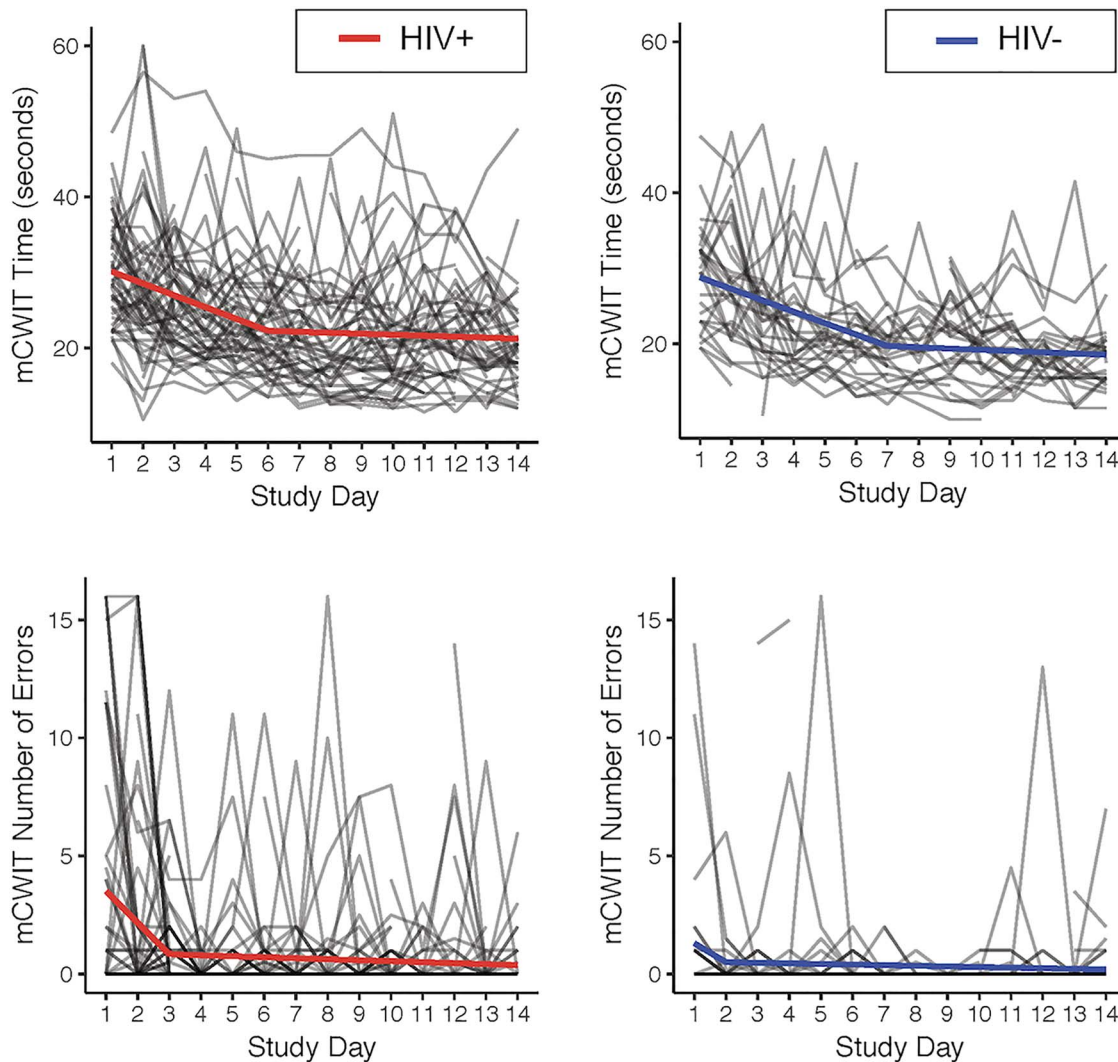 HIV+
mCWIT Time (seconds)
60
40
20
1 2 3 4 5 6 7 8 9 10 11 12 13 14
Study Day
HIV-
mCWIT Time (seconds)
60
40
20
1 2 3 4 5 6 7 8 9 10 11 12 13 14
Study Day
mCWIT Number of Errors
15
10
5
0
1 2 3 4 5 6 7 8 9 10 11 12 13 14
Study Day
mCWIT Number of Errors
15
10
5
0
1 2 3 4 5 6 7 8 9 10 11 12 13 14
Study Day